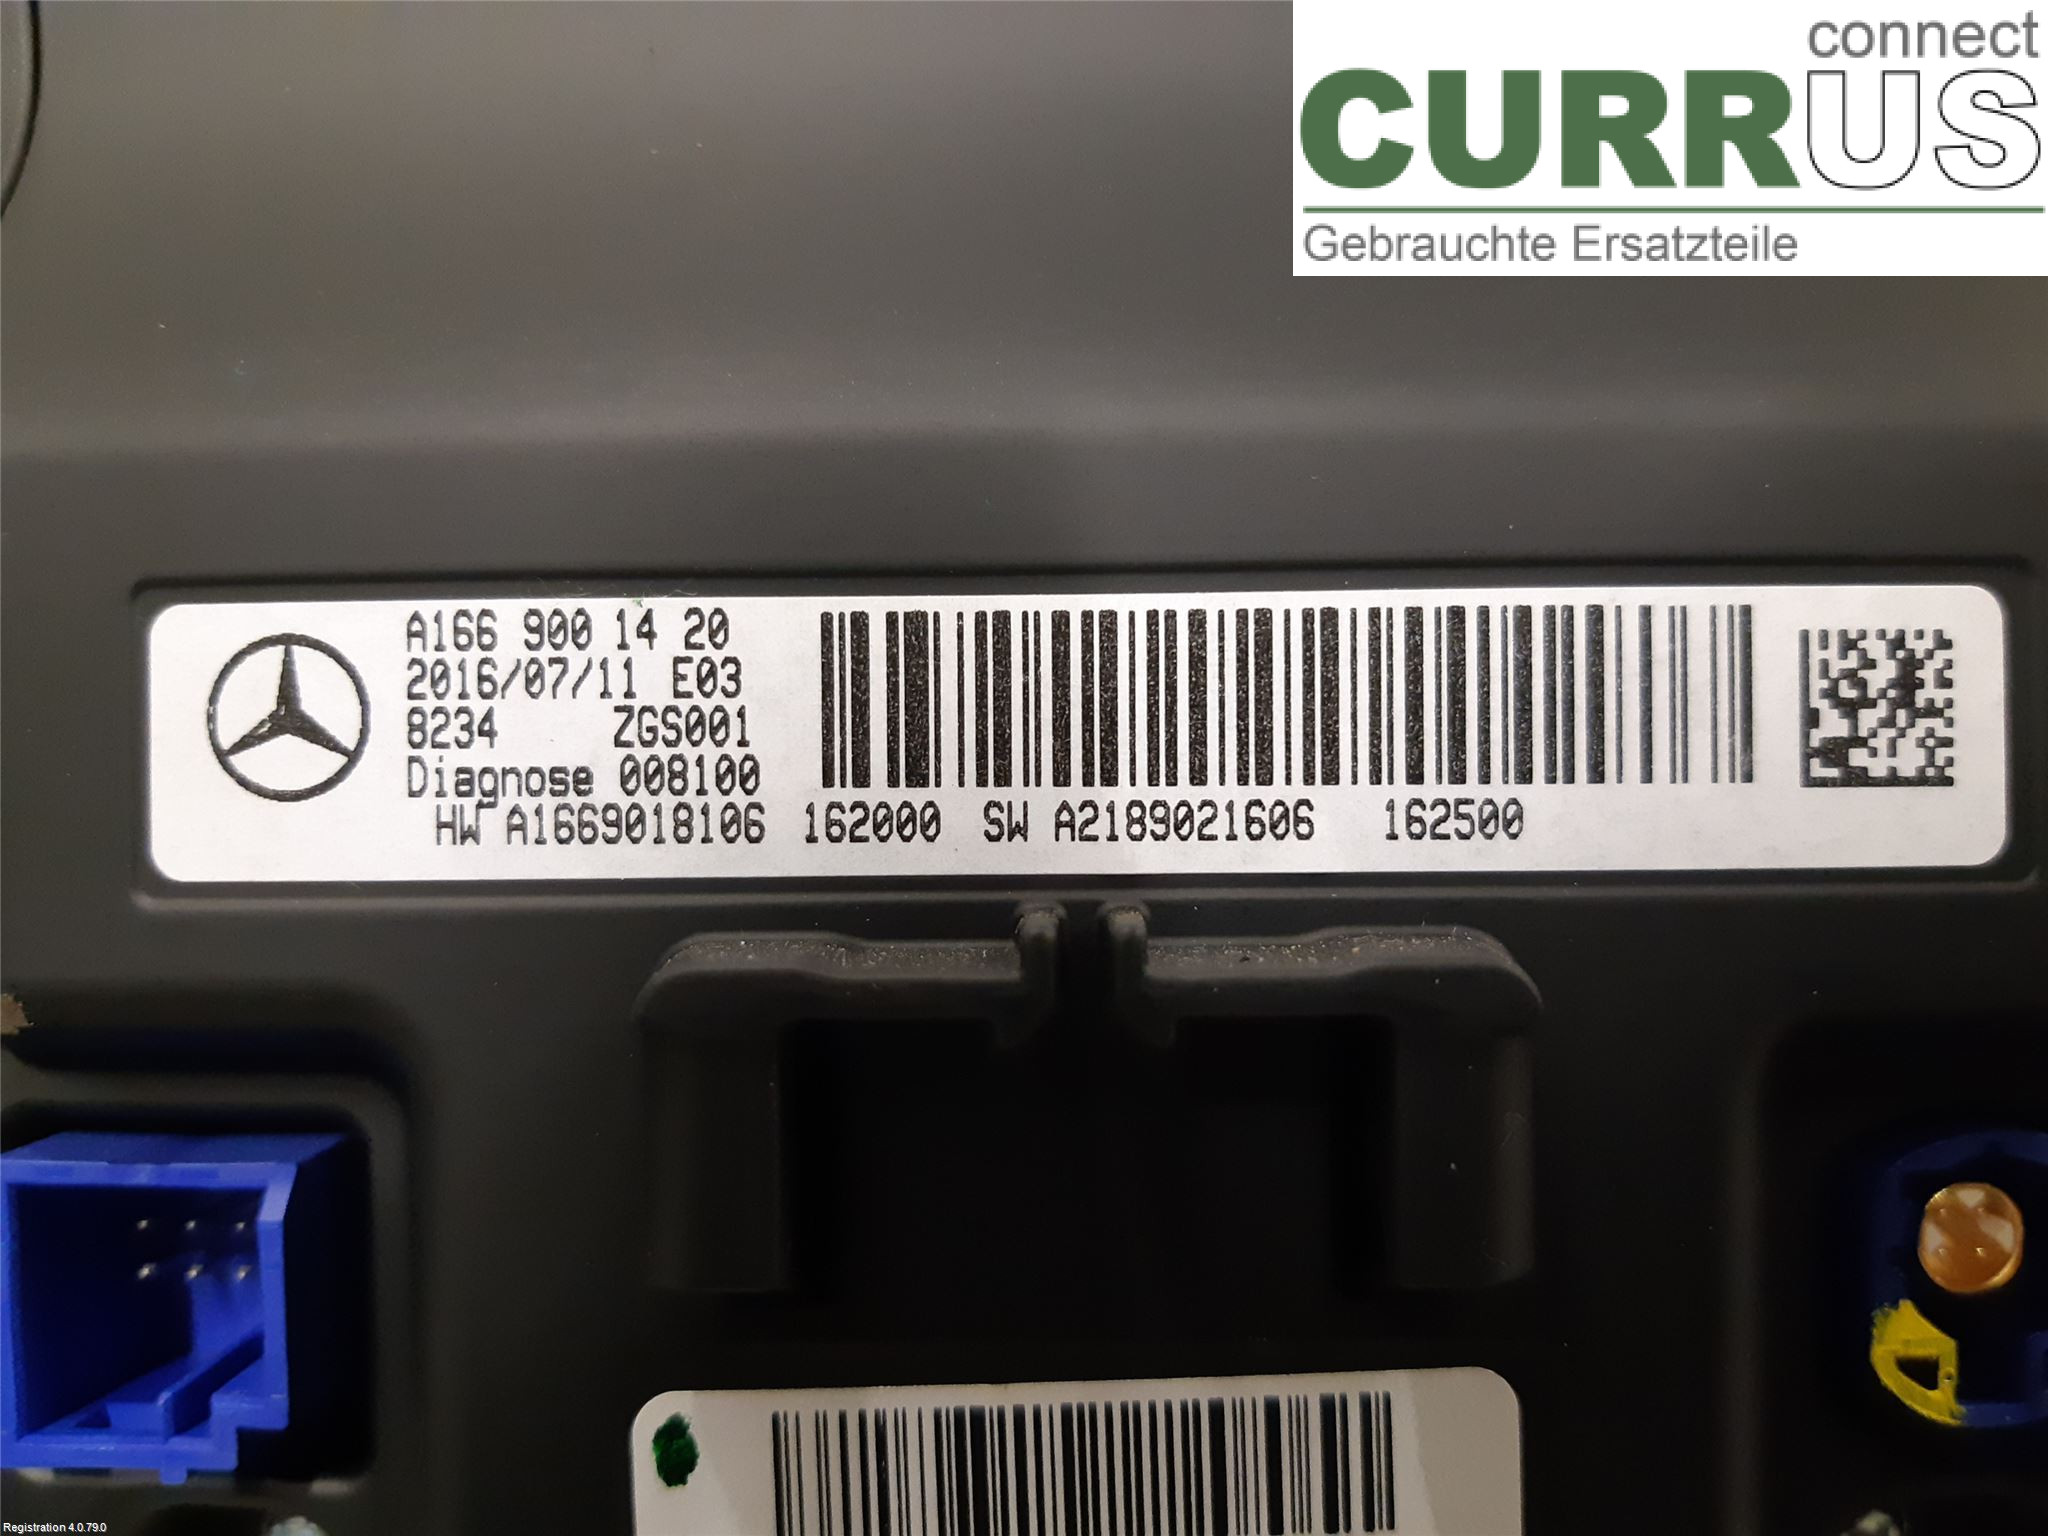 connect
CURRUS
Gebrauchte Ersatzteile
A166 900 14 20
2016/07/11 E03
8234 ZGS001
Diagnose 008100
HW A1669018106 162000 SW A2189021606 162500
Registration 4.0.79.0